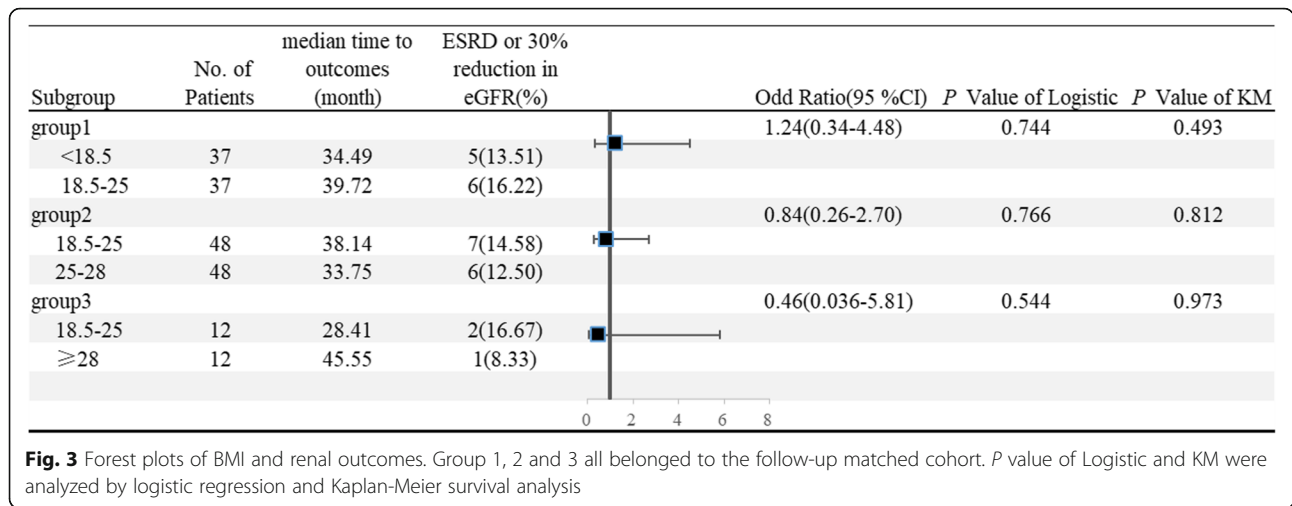 median time to ESRD or 30%
No. of outcomes reduction in
Subgroup Patients (month) eGFR(%) Odd Ratio(95 %CI) P Value of Logistic P Value of KM
group1 1.24(0.34-4.48) 0.744 0.493
<18.5 37 34.49 5(13.51)
18.5-25 37 39.72 6(16.22)
group2 0.84(0.26-2.70) 0.766 0.812
18.5-25 48 38.14 7(14.58)
25-28 48 33.75 6(12.50)
group3 0.46(0.036-5.81) 0.544 0.973
18.5-25 12 28.41 2(16.67)
≥28 12 45.55 1(8.33)
0 2 4 6 8
Fig. 3 Forest plots of BMI and renal outcomes. Group 1, 2 and 3 all belonged to the follow-up matched cohort. P value of Logistic and KM were
analyzed by logistic regression and Kaplan-Meier survival analysis